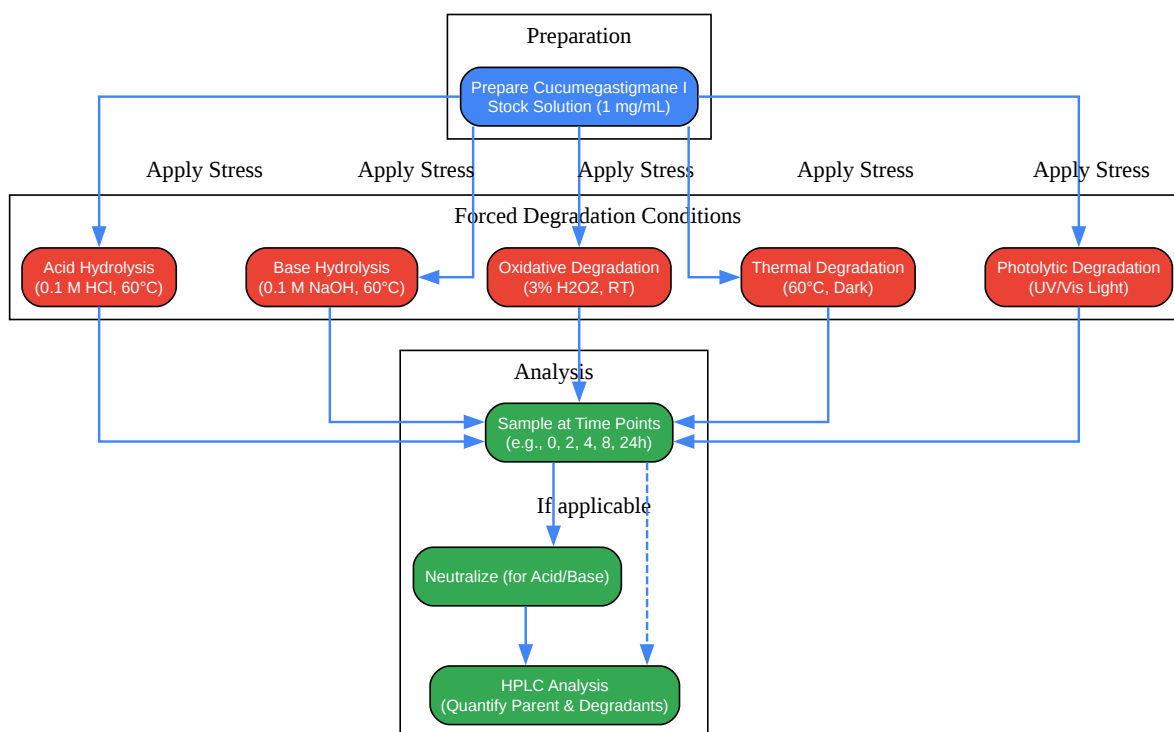 Preparation
Prepare Cucumegastigmane I
Stock Solution (1 mg/mL)
Apply Stress
Apply Stress
Apply Stress
Apply Stress
Apply Stress
Forced Degradation Conditions
Acid Hydrolysis
(0.1 M HCl, 60°C)
Base Hydrolysis
(0.1 M NaOH, 60°C)
Oxidative Degradation
(3% H2O2, RT)
Thermal Degradation
(60°C, Dark)
Photolytic Degradation
(UV/Vis Light)
Analysis
Sample at Time Points
(e.g., 0, 2, 4, 8, 24h)
If applicable
Neutralize (for Acid/Base)
HPLC Analysis
(Quantify Parent & Degradants)